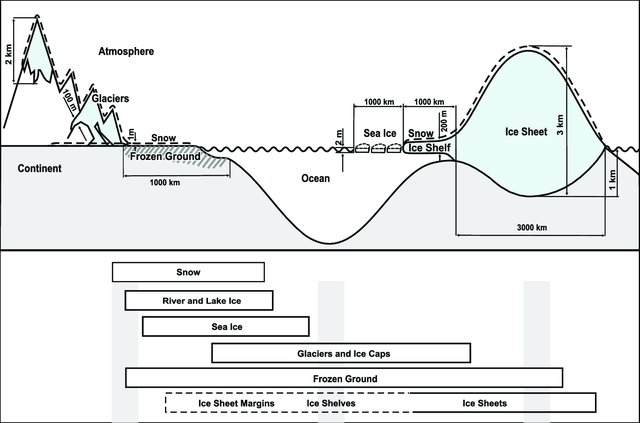 2 km
Atmosphere
Glaciers
100 m
1m
Snow
Frozen Ground
1000 km
Continent
Ocean
2 m
1000 km
Sea Ice
1000 km
Snow
200 m
Ice Shelf
Ice Sheet
3 km
1 km
3000 km
Snow
River and Lake Ice
Sea Ice
Glaciers and Ice Caps
Frozen Ground
Ice Sheet Margins Ice Shelves Ice Sheets